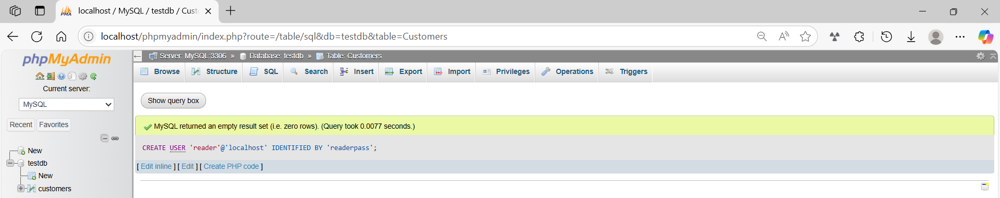 localhost / MySQL / testdb / Cust
localhost/phpmyadmin/index.php?route=/table/sql&db=testdb&table=Customers
phpMyAdmin
Current server:
MySQL
Recent Favorites
New
testdb
New
customers
Server: MySQL:3306 » Database: testdb » Table: Customers
Browse Structure SQL Search Insert Export Import Privileges Operations Triggers
Show query box
MySQL returned an empty result set (i.e. zero rows). (Query took 0.0077 seconds.)
CREATE USER 'reader'@'localhost' IDENTIFIED BY 'readerpass';
[ Edit inline ] [ Edit ] [ Create PHP code ]